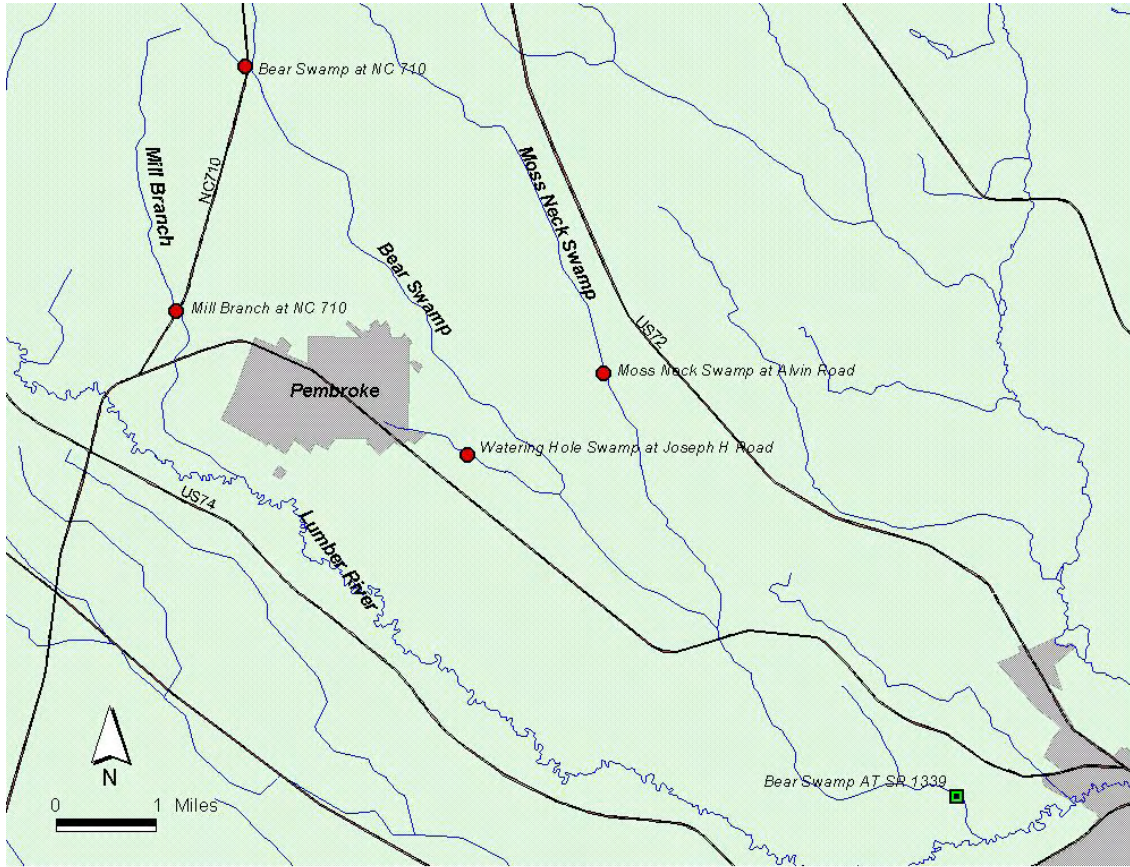 Bear Swamp at NC 710
Mill Branch
NC710
Moss Neck Swamp
Bear Swamp
Mill Branch at NC 710
US72
Moss Neck Swamp at Alvin Road
Pembroke
Watering Hole Swamp at Joseph H Road
US74
Lumber River
Bear Swamp AT SR 1339
N
0 1 Miles